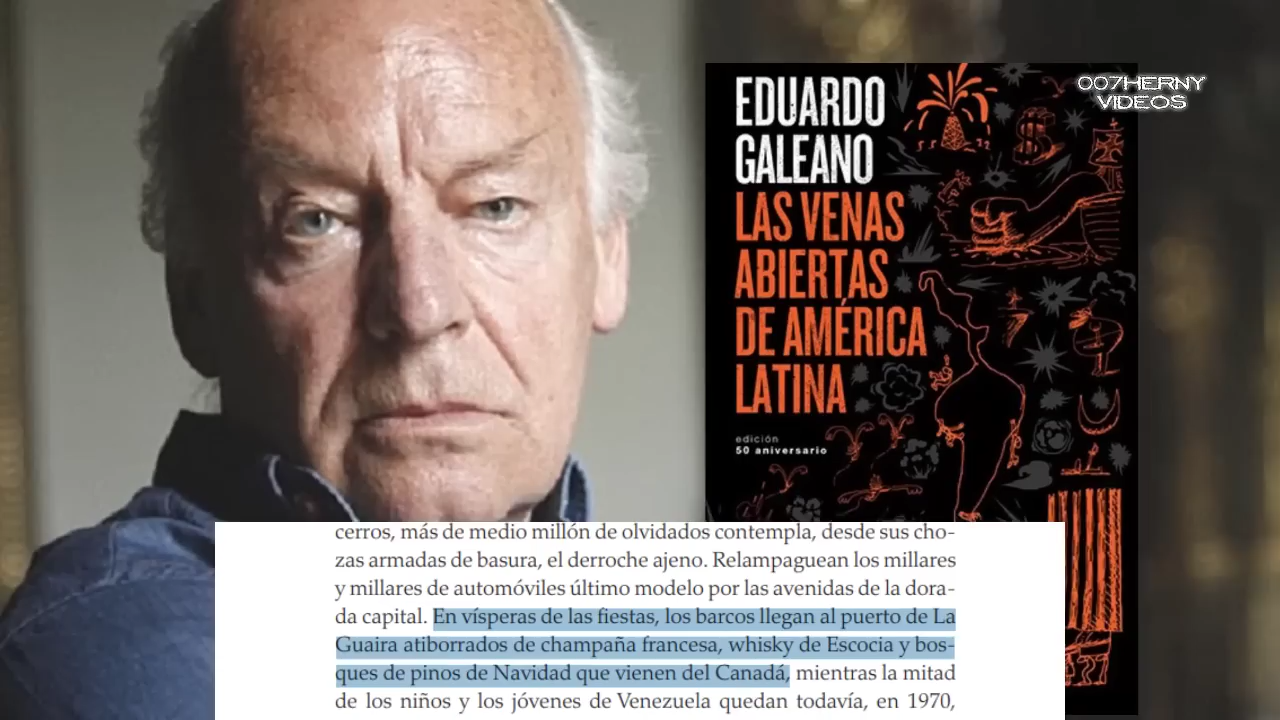 007HERNY
VIDEOS
EDUARDO
GALEANO
LAS VENAS
ABIERTAS
DE AMÉRICA
LATINA
edición
50 aniversario
cerros, más de medio millón de olvidados contempla, desde sus cho-
zas armadas de basura, el derroche ajeno. Relampaguean los millares
y millares de automóviles último modelo por las avenidas de la dora-
da capital. En vísperas de las fiestas, los barcos llegan al puerto de La
Guaira atiborrados de champaña francesa, whisky de Escocia y bos-
ques de pinos de Navidad que vienen del Canadá, mientras la mitad
de los niños y los jóvenes de Venezuela quedan todavía, en 1970,